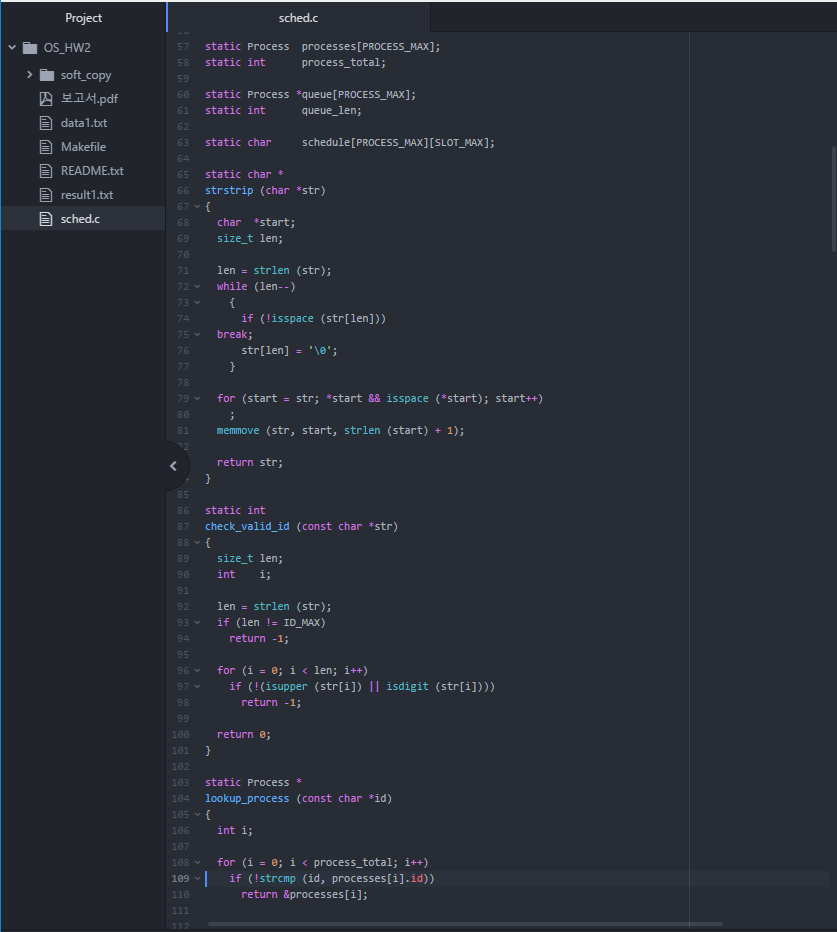 Project
sched.c
OS_HW2
soft_copy
보고서.pdf
data1.txt
Makefile
README.txt
result1.txt
sched.c
57 static Process  processes[PROCESS_MAX];
58 static int      process_total;
59
60 static Process *queue[PROCESS_MAX];
61 static int      queue_len;
62
63 static char     schedule[PROCESS_MAX][SLOT_MAX];
64
65 static char *
66 strstrip (char *str)
67 {
68   char  *start;
69   size_t len;
70
71   len = strlen (str);
72   while (len--)
73     {
74       if (!isspace (str[len]))
75   break;
76       str[len] = '\0';
77     }
78
79   for (start = str; *start && isspace (*start); start++)
80     ;
81   memmove (str, start, strlen (start) + 1);

  return str;
}
85
86 static int
87 check_valid_id (const char *str)
88 {
89   size_t len;
90   int    i;
91
92   len = strlen (str);
93   if (len != ID_MAX)
94     return -1;
95
96   for (i = 0; i < len; i++)
97     if (!(isupper (str[i]) || isdigit (str[i])))
98       return -1;
99
100   return 0;
101 }
102
103 static Process *
104 lookup_process (const char *id)
105 {
106   int i;
107
108   for (i = 0; i < process_total; i++)
109     if (!strcmp (id, processes[i].id))
110       return &processes[i];
111
112